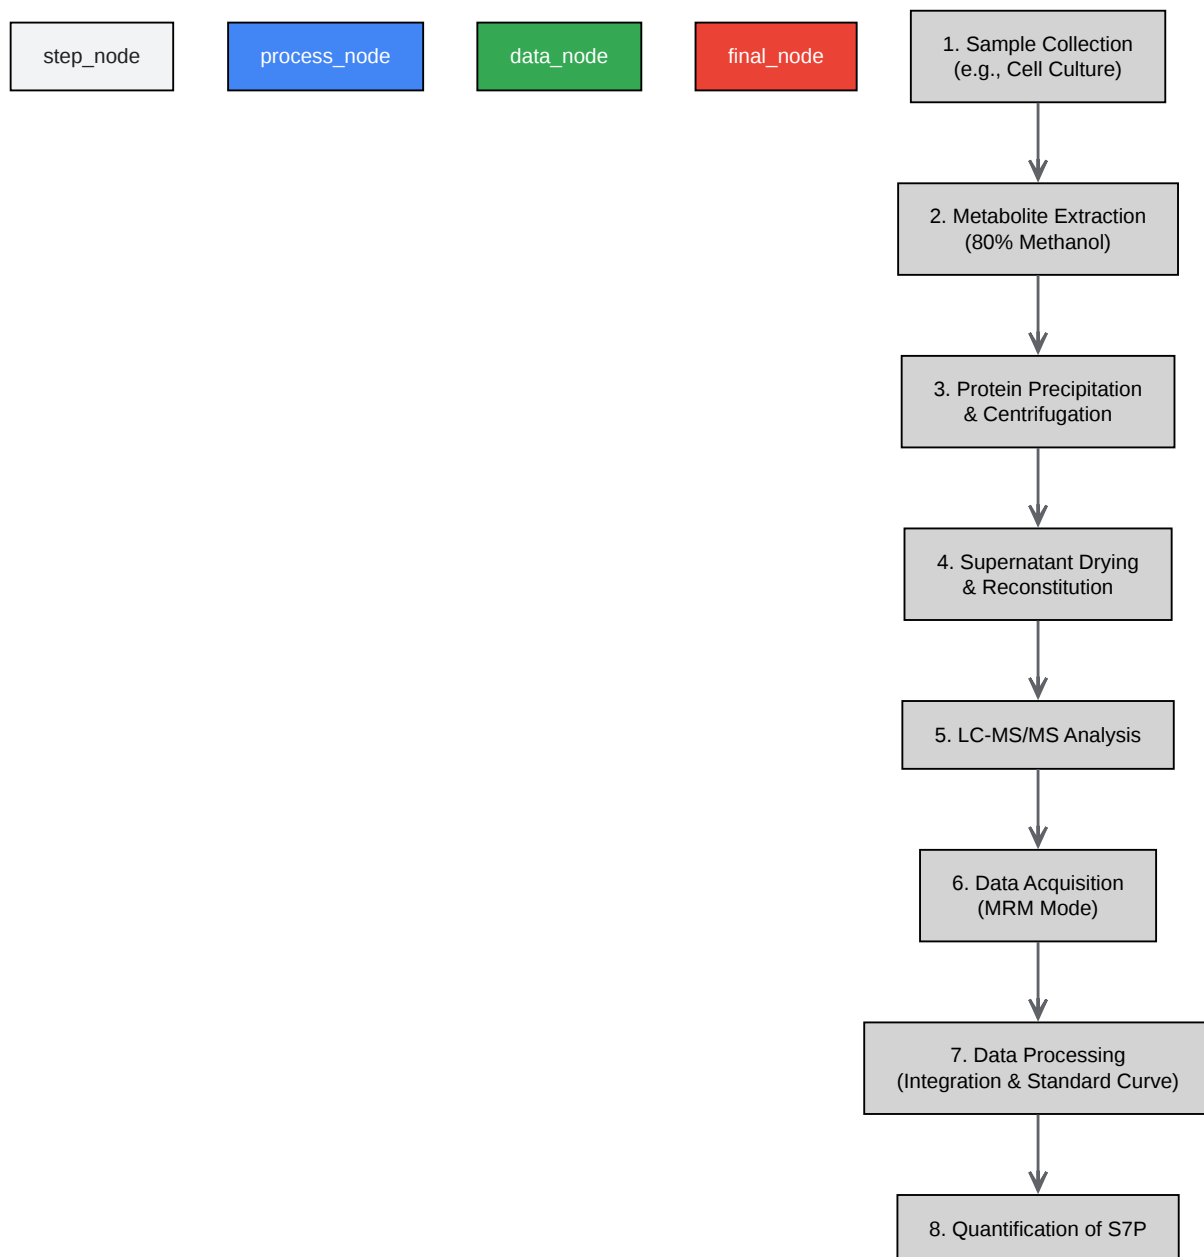 step_node
process_node
data_node
final_node
1. Sample Collection
(e.g., Cell Culture)
2. Metabolite Extraction
(80% Methanol)
3. Protein Precipitation
& Centrifugation
4. Supernatant Drying
& Reconstitution
5. LC-MS/MS Analysis
6. Data Acquisition
(MRM Mode)
7. Data Processing
(Integration & Standard Curve)
8. Quantification of S7P